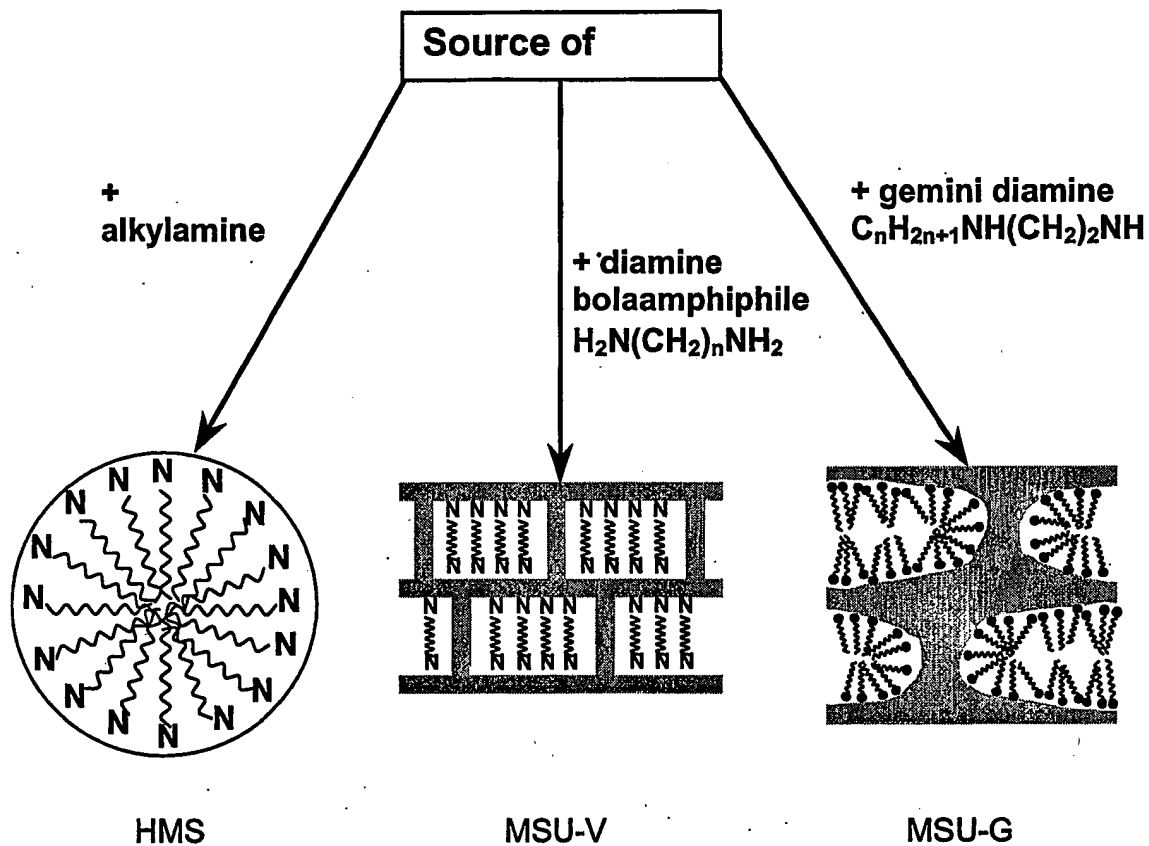 Source of
+
alkylamine
+ diamine
bolaamphiphile
H₂N(CH₂)ₙNH₂
+ gemini diamine
CₙH₂ₙ₊₁NH(CH₂)₂NH
N N N N N N N N N N N N N N N N
N N N N N N N N
N N N N N N N N
N N N N N N N N
N N N N N N N N
HMS
MSU-V
MSU-G